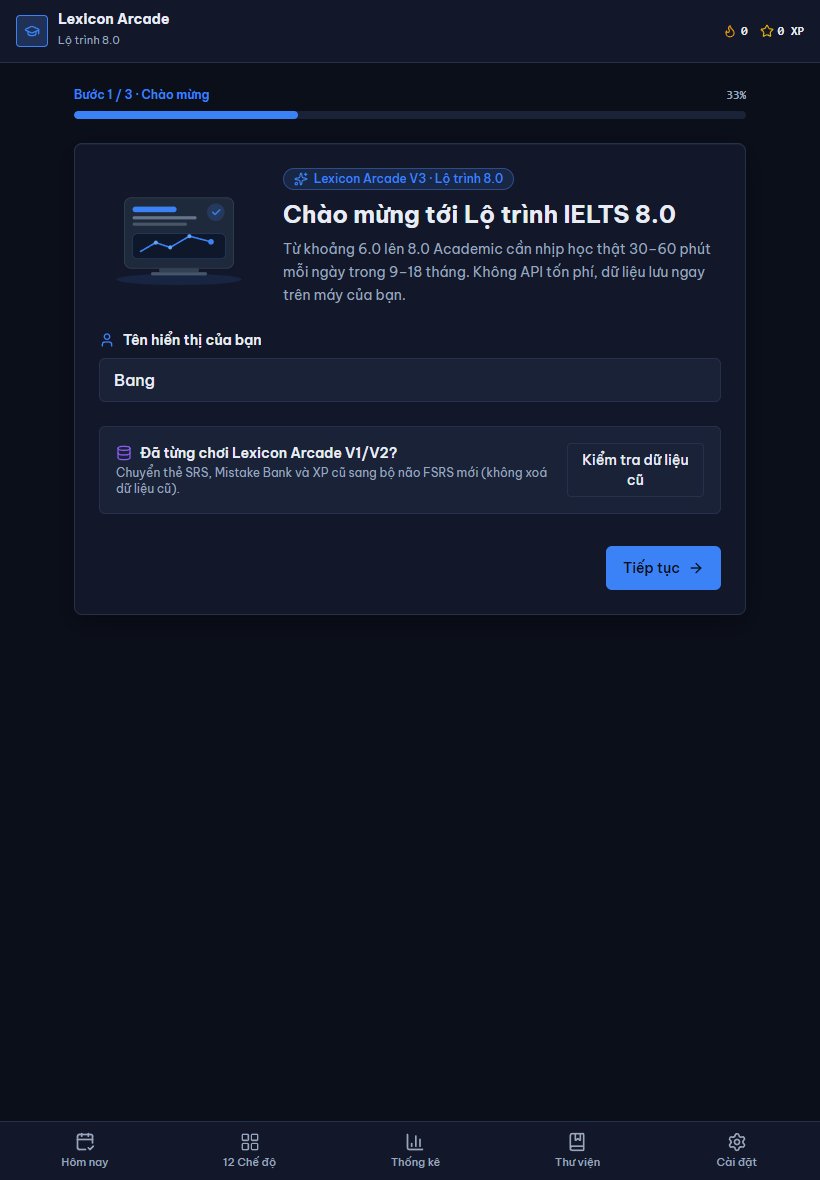 Lexicon Arcade
Lộ trình 8.0
0
0 XP
Bước 1 / 3 · Chào mừng
33%
Lexicon Arcade V3 · Lộ trình 8.0
Chào mừng tới Lộ trình IELTS 8.0
Từ khoảng 6.0 lên 8.0 Academic cần nhịp học thật 30–60 phút
mỗi ngày trong 9–18 tháng. Không API tốn phí, dữ liệu lưu ngay
trên máy của bạn.
Tên hiển thị của bạn
Bang
Đã từng chơi Lexicon Arcade V1/V2?
Chuyển thẻ SRS, Mistake Bank và XP cũ sang bộ não FSRS mới (không xoá
dữ liệu cũ).
Kiểm tra dữ liệu
cũ
Tiếp tục
Hôm nay
12 Chế độ
Thống kê
Thư viện
Cài đặt